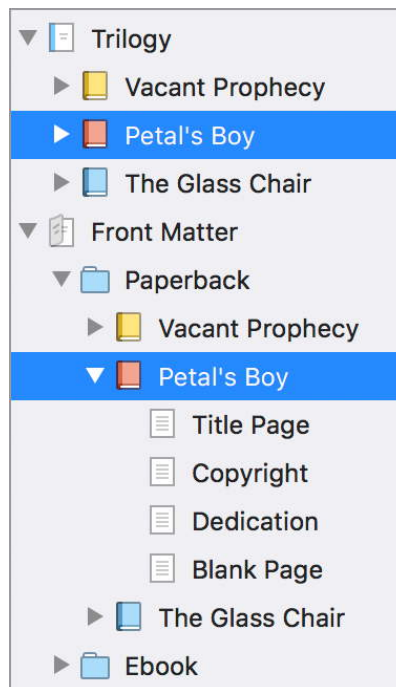 Trilogy
Vacant Prophecy
Petal's Boy
The Glass Chair
Front Matter
Paperback
Vacant Prophecy
Petal's Boy
Title Page
Copyright
Dedication
Blank Page
The Glass Chair
Ebook